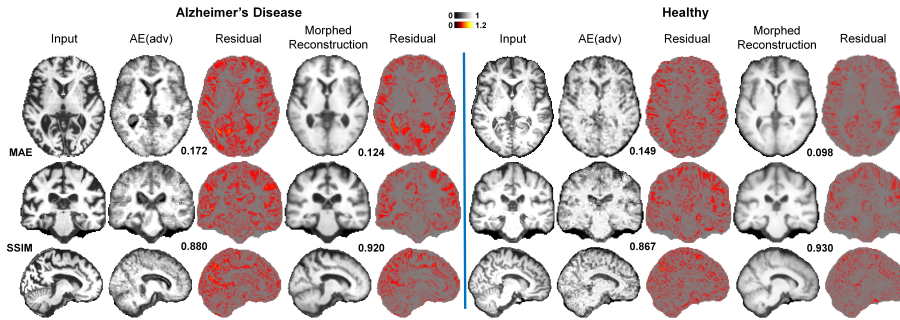 Alzheimer's Disease
0 1
0 1.2
Healthy
Input
AE(adv)
Residual
Morphed
Reconstruction
Residual
Input
AE(adv)
Residual
Morphed
Reconstruction
Residual
MAE
0.172
0.124
0.149
0.098
SSIM
0.880
0.920
0.867
0.930